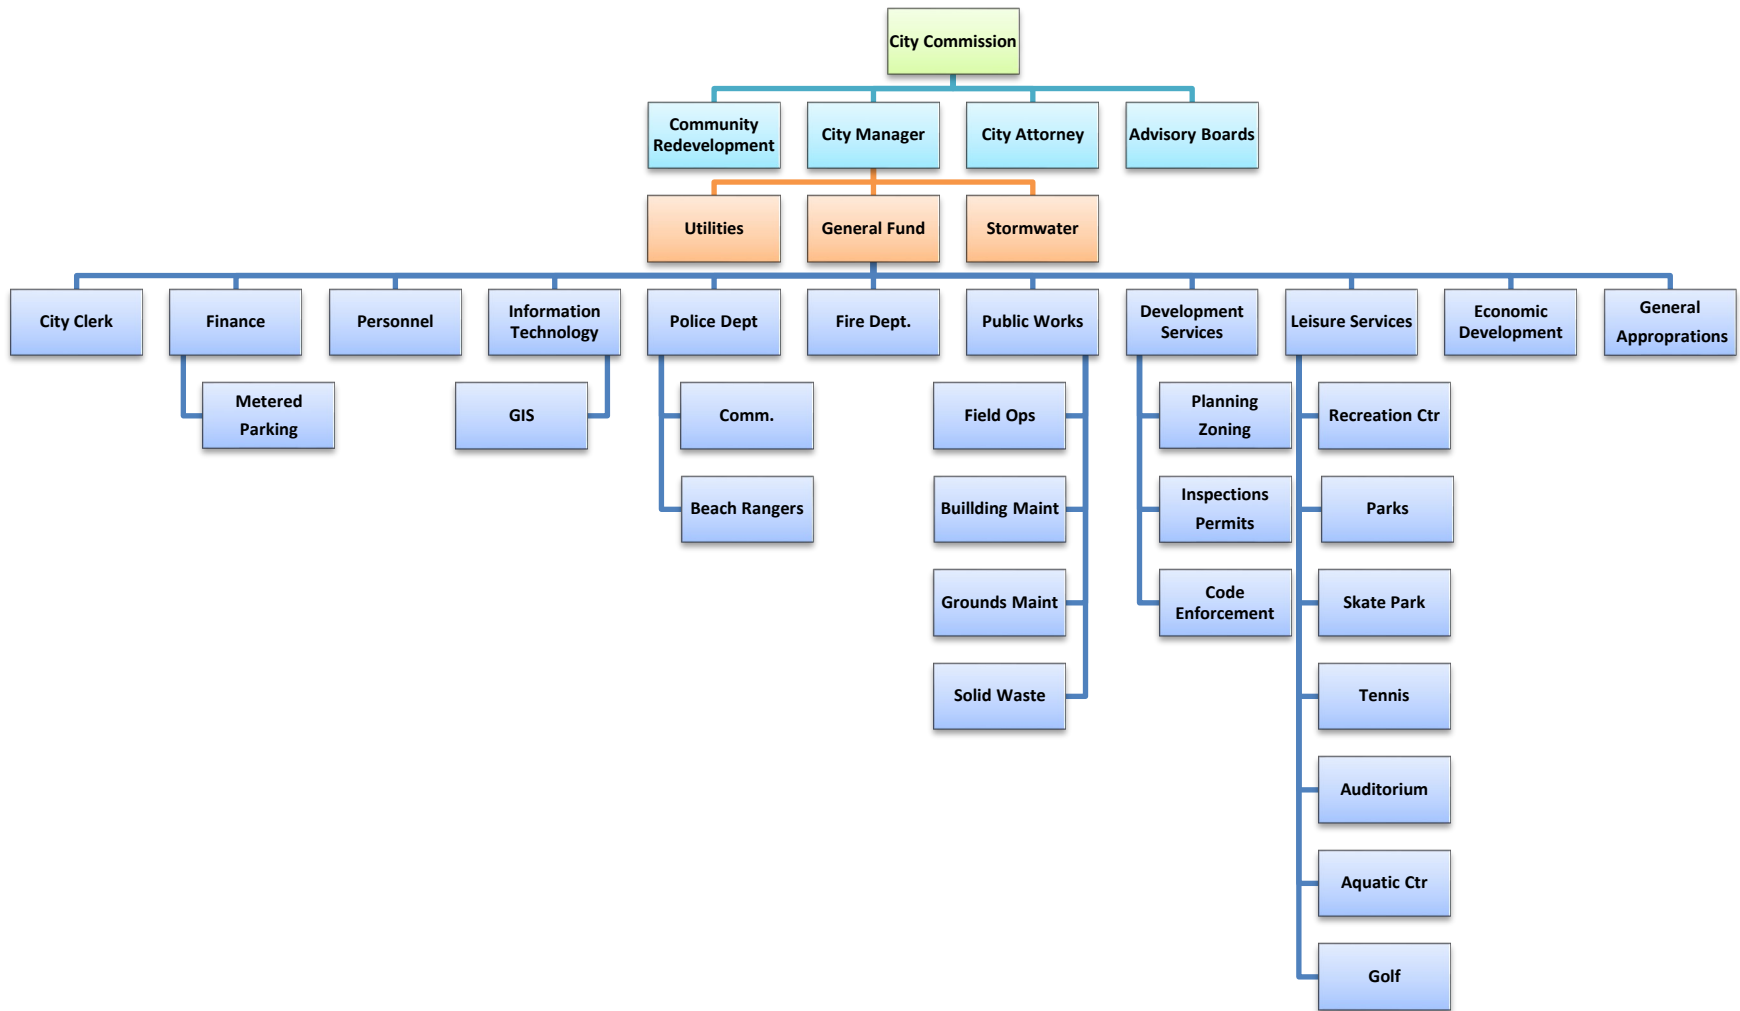 City Commission
Community
Redevelopment
City Manager
City Attorney
Advisory Boards
Utilities
General Fund
Stormwater
City Clerk
Finance
Personnel
Information
Technology
Police Dept
Fire Dept.
Public Works
Development
Services
Leisure Services
Economic
Development
General
Approprations
Metered
Parking
GIS
Comm.
Field Ops
Planning
Zoning
Recreation Ctr
Beach Rangers
Buillding Maint
Inspections
Permits
Parks
Grounds Maint
Code
Enforcement
Skate Park
Solid Waste
Tennis
Auditorium
Aquatic Ctr
Golf